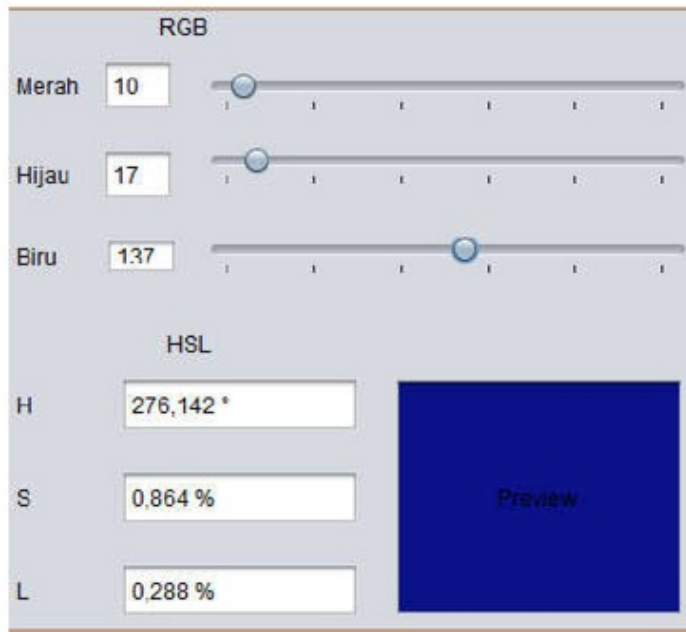 RGB
Merah 10
Hijau 17
Biru 137
HSL
H 276,142 °
S 0,864 %
Preview
L 0,288 %